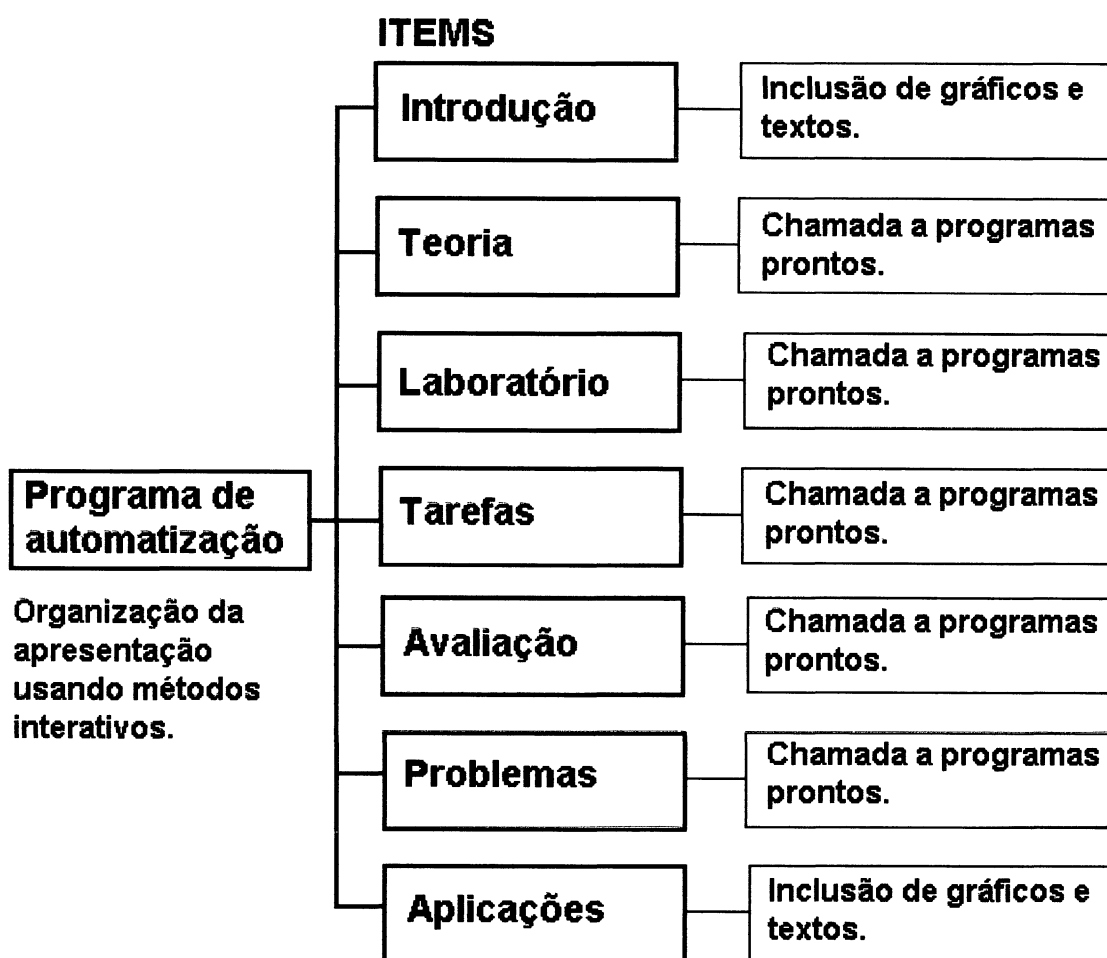 ITEMS
Introdução
Inclusão de gráficos e
textos.
Teoria
Chamada a programas
prontos.
Laboratório
Chamada a programas
prontos.
Programa de
automatização
Organização da
apresentação
usando métodos
interativos.
Tarefas
Chamada a programas
prontos.
Avaliação
Chamada a programas
prontos.
Problemas
Chamada a programas
prontos.
Aplicações
Inclusão de gráficos e
textos.